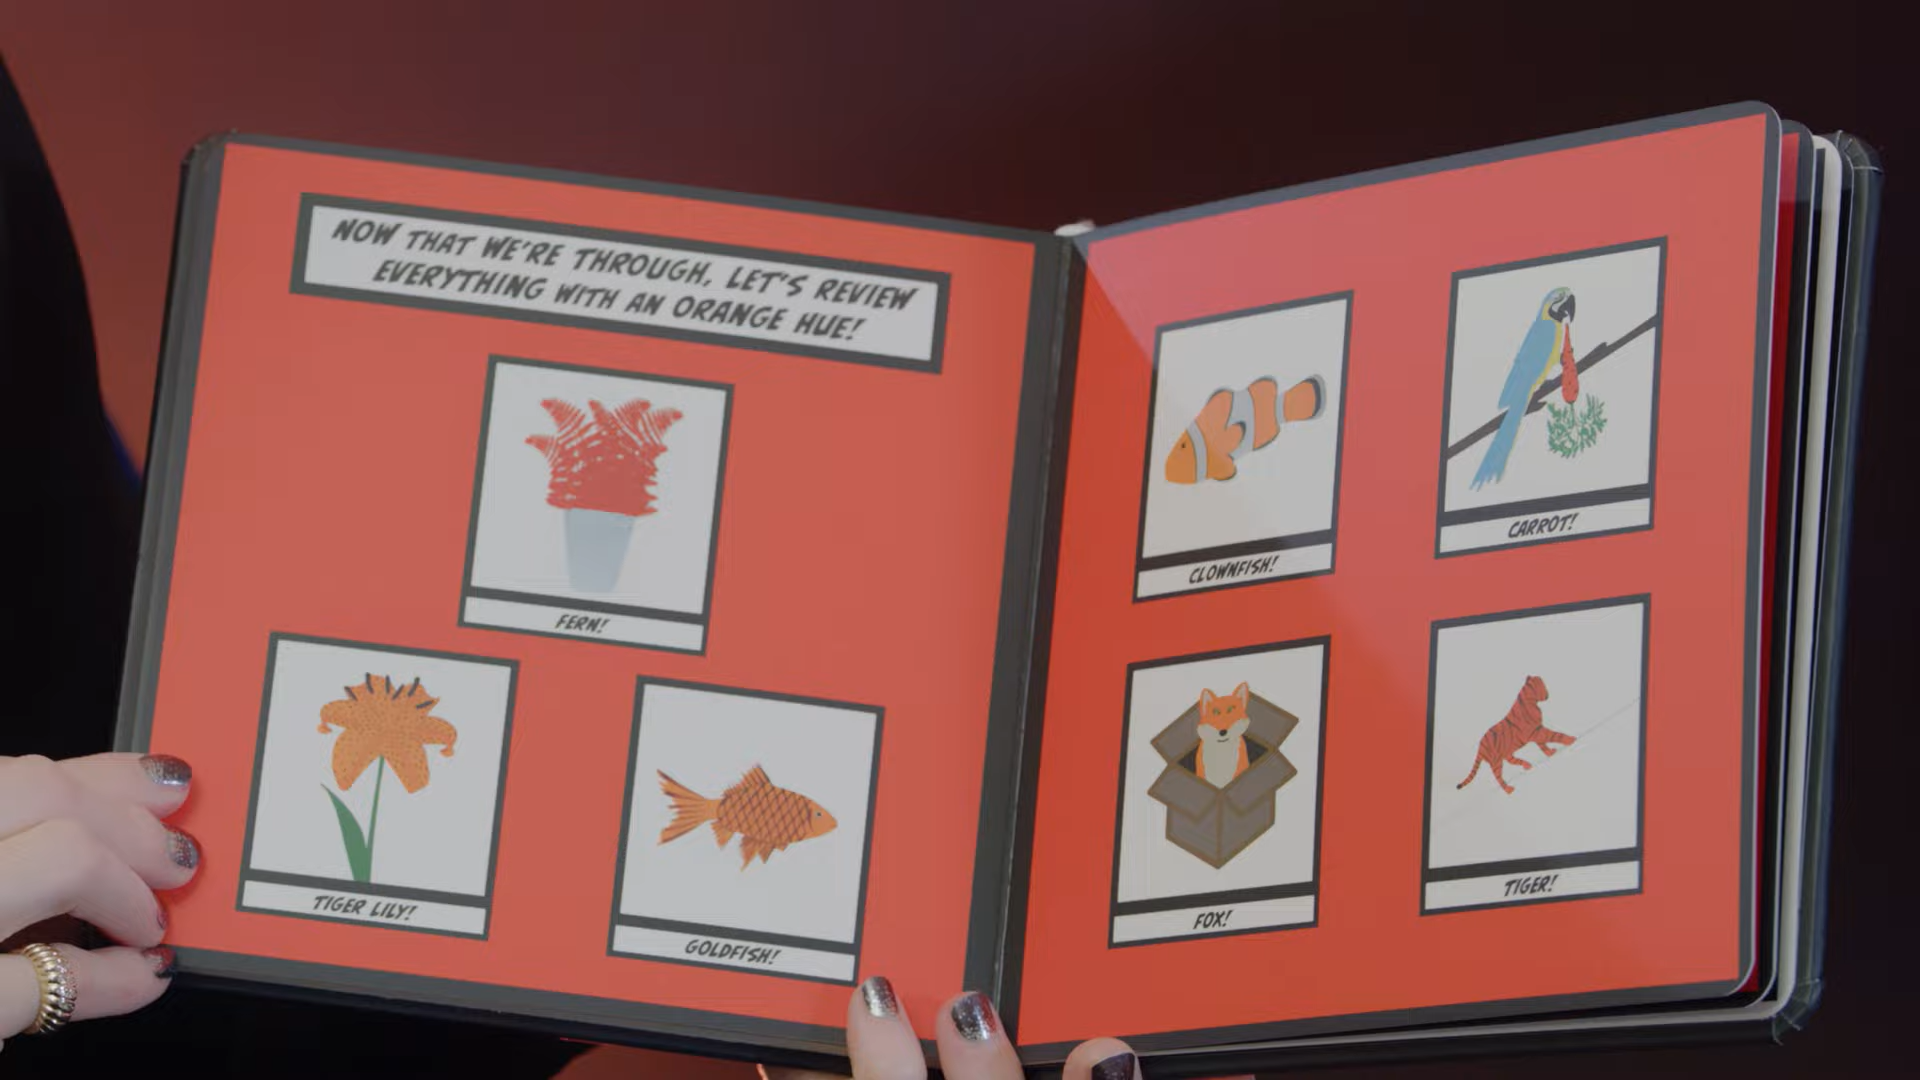 NOW THAT WE'RE THROUGH, LET'S REVIEW
EVERYTHING WITH AN ORANGE HUE!
FERN!
TIGER LILY!
GOLDFISH!
CLOWNFISH!
CARROT!
FOX!
TIGER!